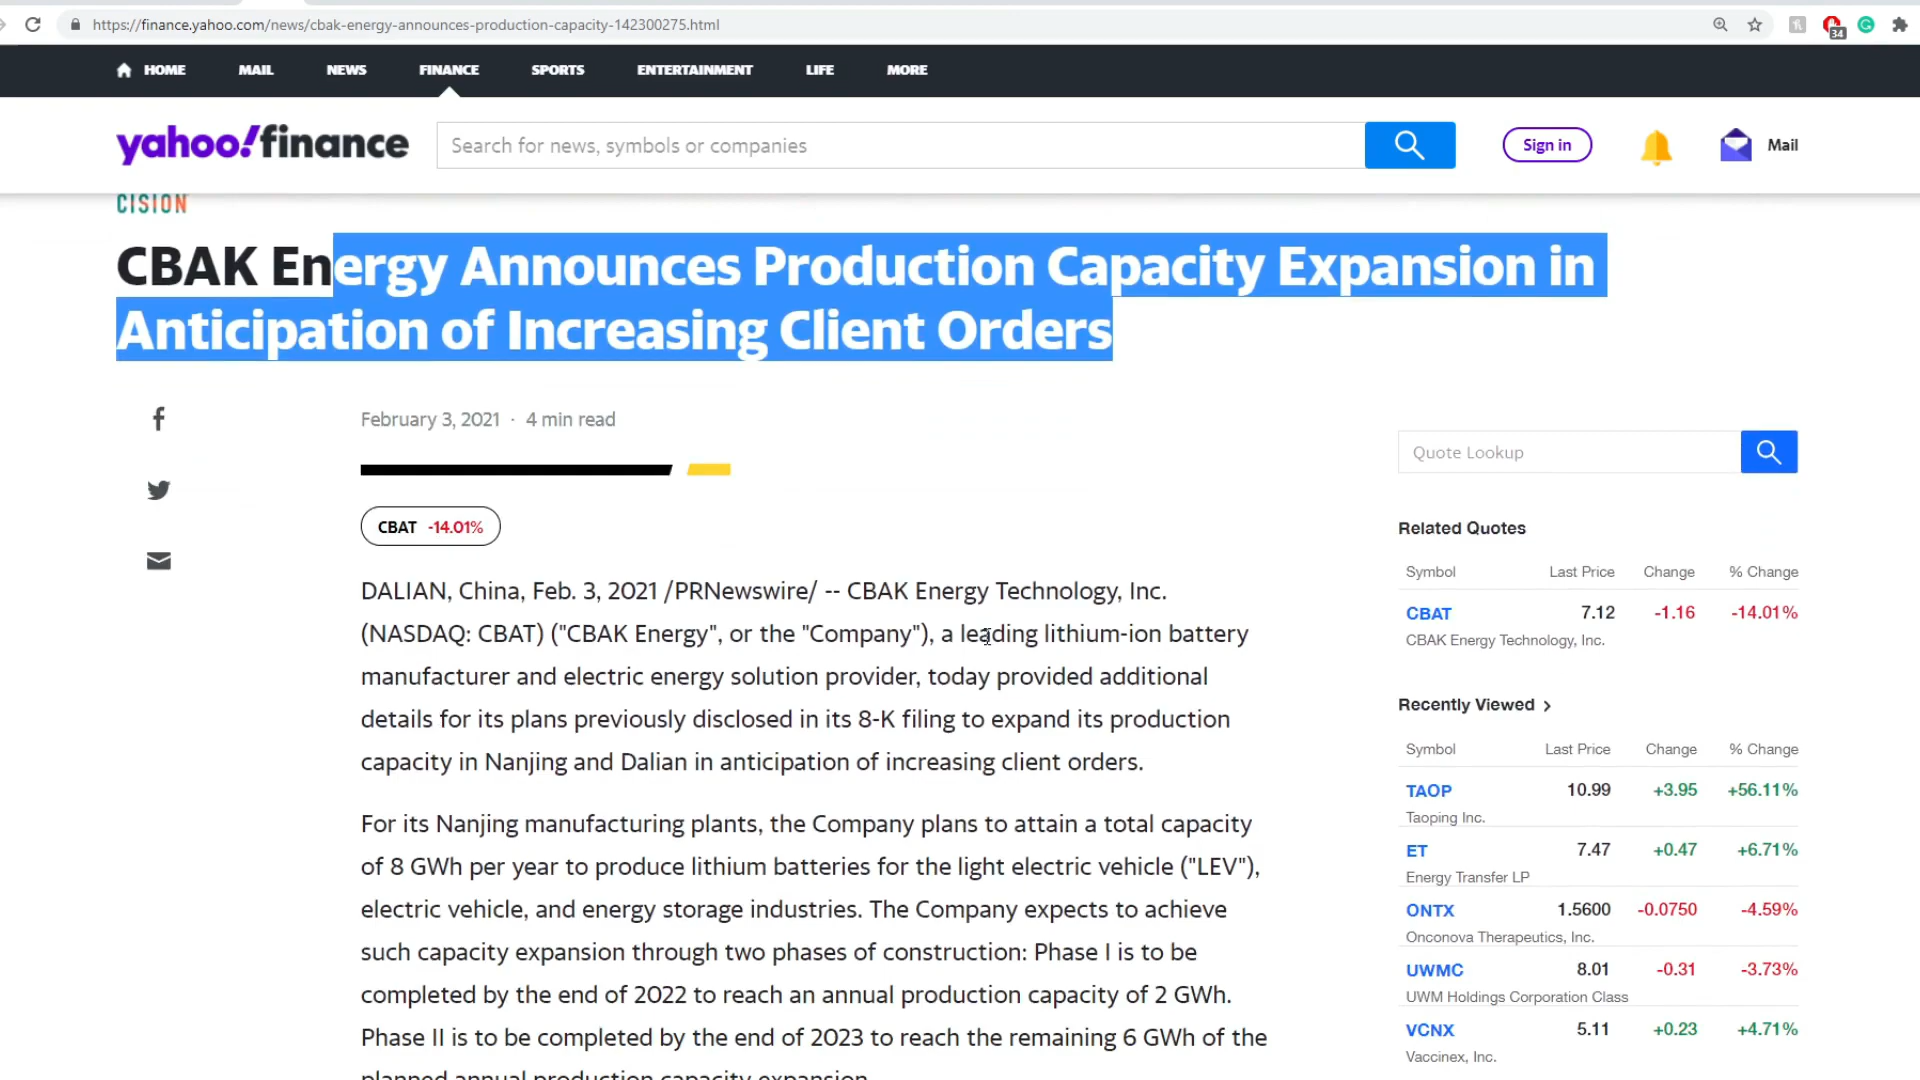 https://finance.yahoo.com/news/cbak-energy-announces-production-capacity-142300275.html
34
HOME MAIL NEWS FINANCE SPORTS ENTERTAINMENT LIFE MORE
yahoo!finance
Search for news, symbols or companies
Sign in
Mail
CISION
CBAK Energy Announces Production Capacity Expansion in
Anticipation of Increasing Client Orders
February 3, 2021 · 4 min read
CBAT -14.01%
DALIAN, China, Feb. 3, 2021 /PRNewswire/ -- CBAK Energy Technology, Inc.
(NASDAQ: CBAT) ("CBAK Energy", or the "Company"), a leading lithium-ion battery
manufacturer and electric energy solution provider, today provided additional
details for its plans previously disclosed in its 8-K filing to expand its production
capacity in Nanjing and Dalian in anticipation of increasing client orders.
For its Nanjing manufacturing plants, the Company plans to attain a total capacity
of 8 GWh per year to produce lithium batteries for the light electric vehicle ("LEV"),
electric vehicle, and energy storage industries. The Company expects to achieve
such capacity expansion through two phases of construction: Phase I is to be
completed by the end of 2022 to reach an annual production capacity of 2 GWh.
Phase II is to be completed by the end of 2023 to reach the remaining 6 GWh of the
planned annual production capacity expansion.
Quote Lookup
Related Quotes
Symbol Last Price Change % Change
CBAT 7.12 -1.16 -14.01%
CBAK Energy Technology, Inc.
Recently Viewed
Symbol Last Price Change % Change
TAOP 10.99 +3.95 +56.11%
Taoping Inc.
ET 7.47 +0.47 +6.71%
Energy Transfer LP
ONTX 1.5600 -0.0750 -4.59%
Onconova Therapeutics, Inc.
UWMC 8.01 -0.31 -3.73%
UWM Holdings Corporation Class
VCNX 5.11 +0.23 +4.71%
Vaccinex, Inc.